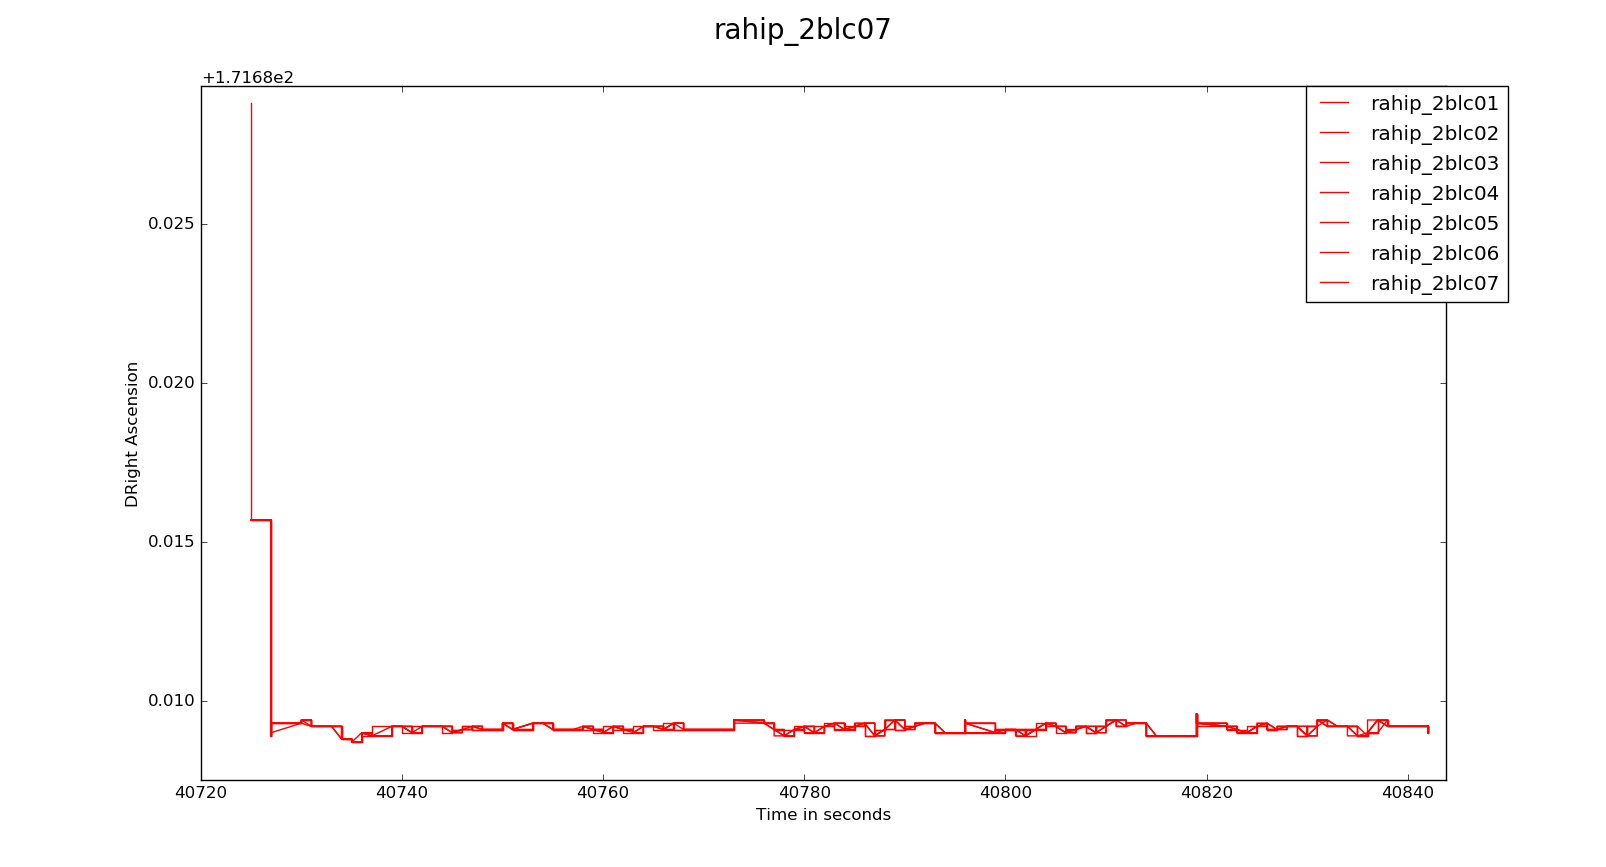 rahip_2blc07
+1.7168e2
rahip_2blc01
rahip_2blc02
rahip_2blc03
rahip_2blc04
rahip_2blc05
rahip_2blc06
rahip_2blc07
0.025
0.020
0.015
0.010
DRight Ascension
40720 40740 40760 40780 40800 40820 40840
Time in seconds